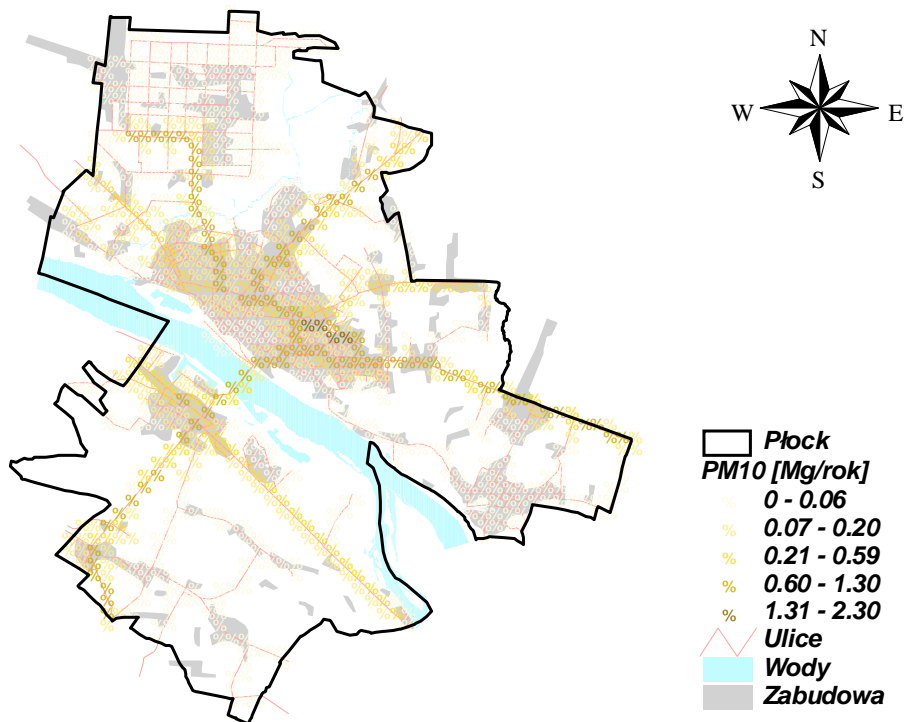 N
W E
S
Płock
PM10 [Mg/rok]
% 0 - 0.06
% 0.07 - 0.20
% 0.21 - 0.59
% 0.60 - 1.30
% 1.31 - 2.30
Ulice
Wody
Zabudowa